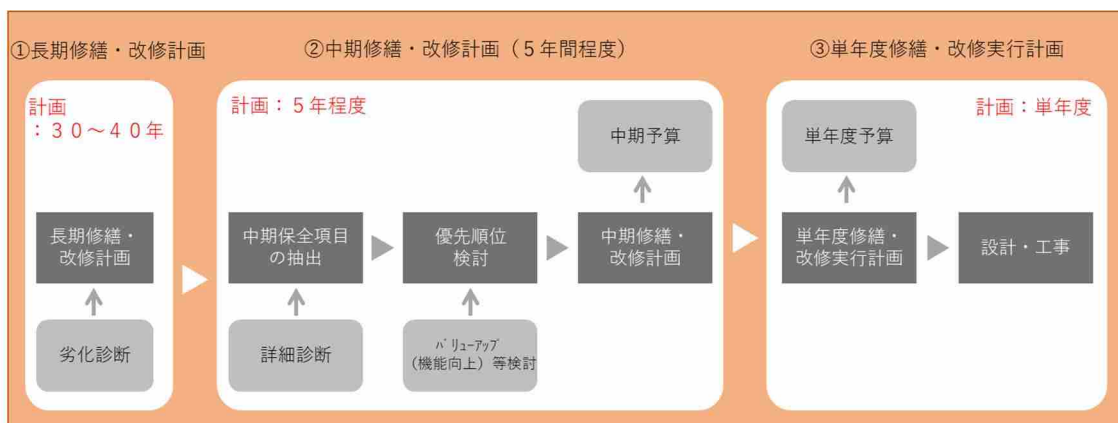 ①長期修繕・改修計画
計画
：３０～４０年
長期修繕・
改修計画
劣化診断
②中期修繕・改修計画（５年間程度）
計画：５年程度
中期予算
中期保全項目
の抽出
優先順位
検討
中期修繕・
改修計画
詳細診断
ﾊﾞﾘｭｰｱｯﾌﾟ
（機能向上）等検討
③単年度修繕・改修実行計画
計画：単年度
単年度予算
単年度修繕・
改修実行計画
設計・工事